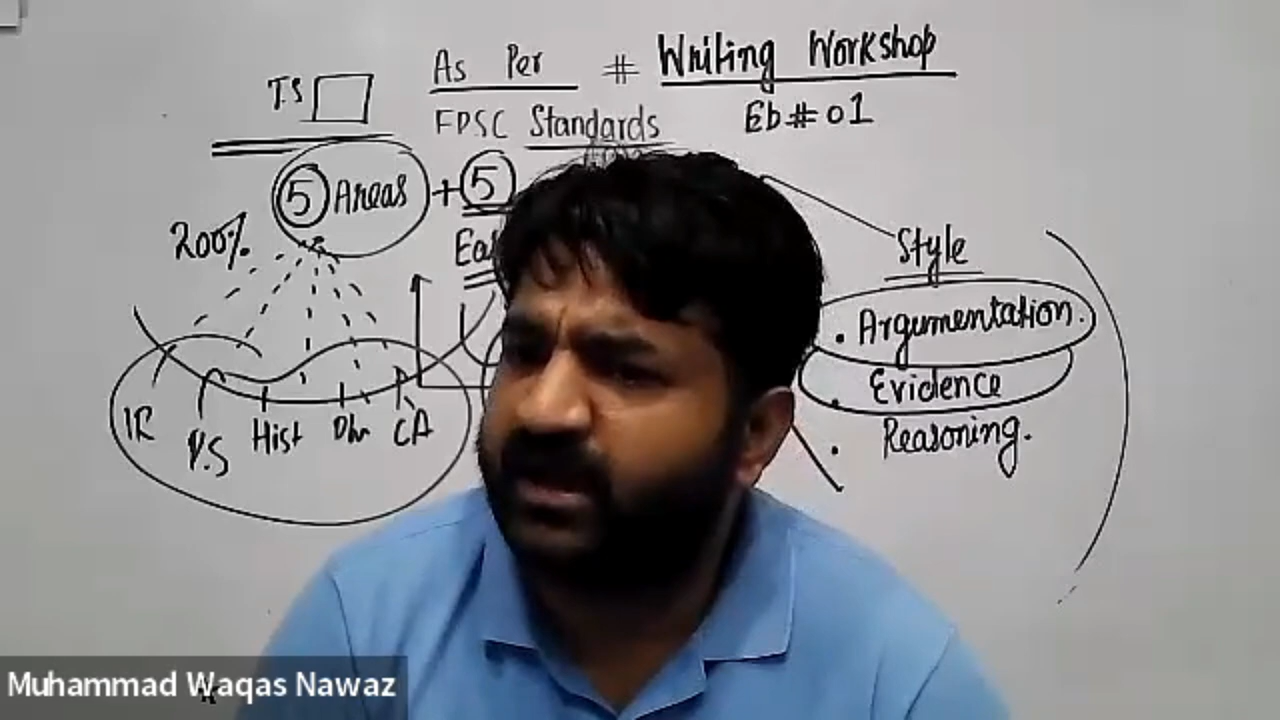 # Writing Workshop
Eb # 01
As Per
FPSC Standards
TS
5 Areas + 5
200%
IR
P.S
Hist
CA
Style
. Argumentation.
. Evidence
. Reasoning.
Muhammad Waqas Nawaz